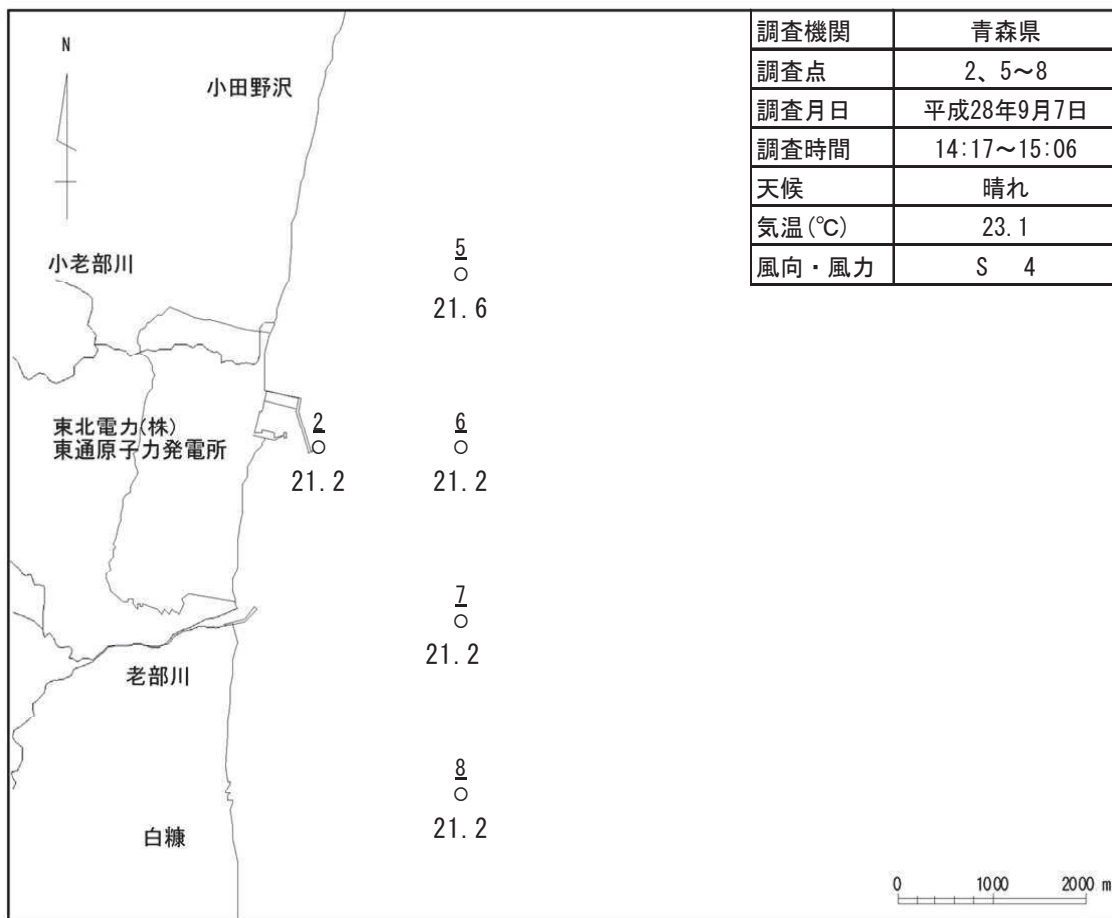 調査機関 青森県
調査点 2、5～8
調査月日 平成28年9月7日
調査時間 14:17～15:06
天候 晴れ
気温(℃) 23.1
風向・風力 S 4
N
小田野沢
小老部川
5
21.6
東北電力(株)
東通原子力発電所
2
21.2
6
21.2
7
21.2
老部川
8
21.2
白糠
0 1000 2000 m